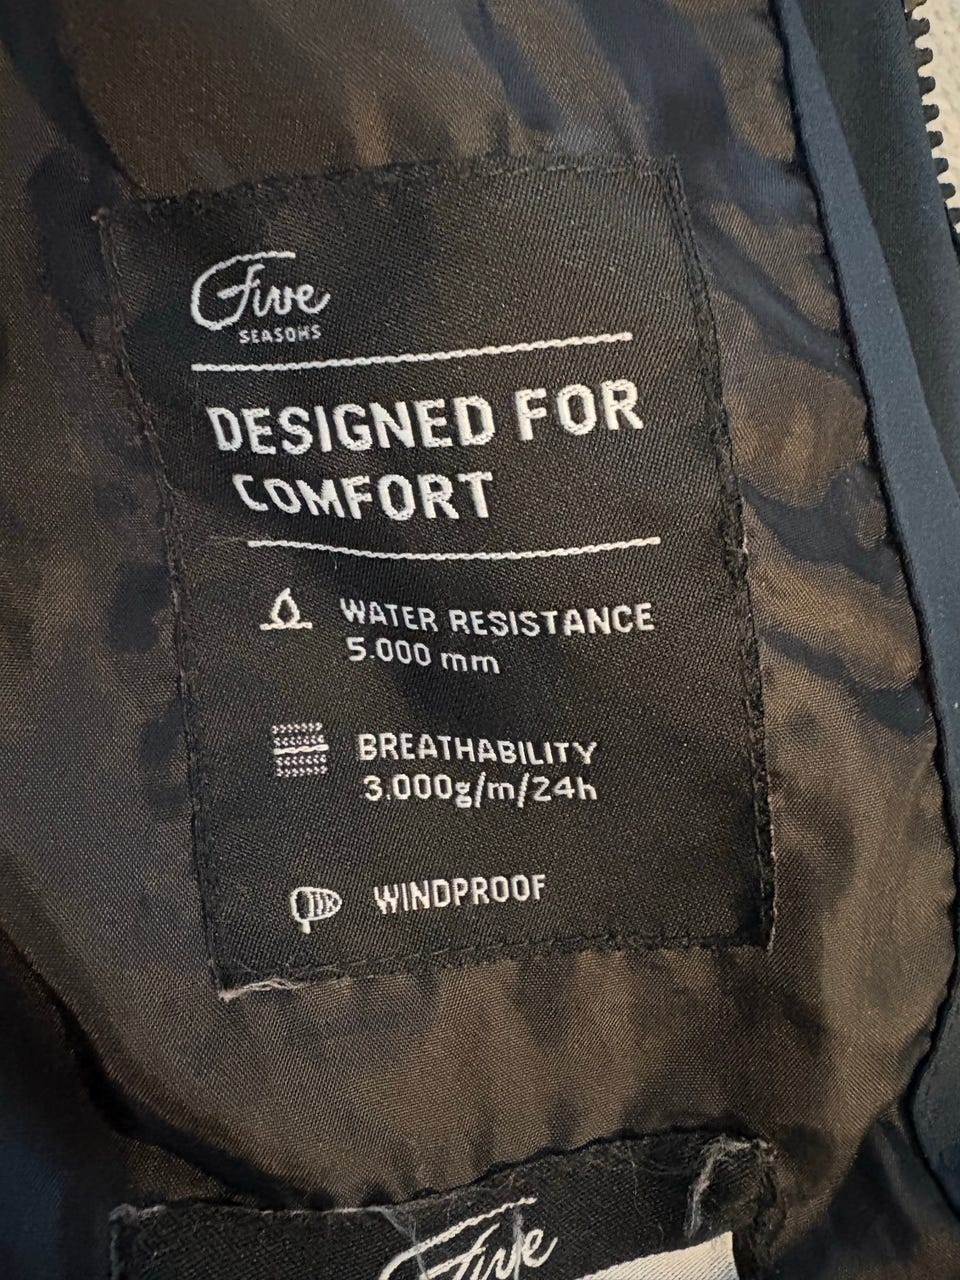 Five
SEASONS
DESIGNED FOR
COMFORT
WATER RESISTANCE
5.000 mm
BREATHABILITY
3.000g/m/24h
WINDPROOF
Five